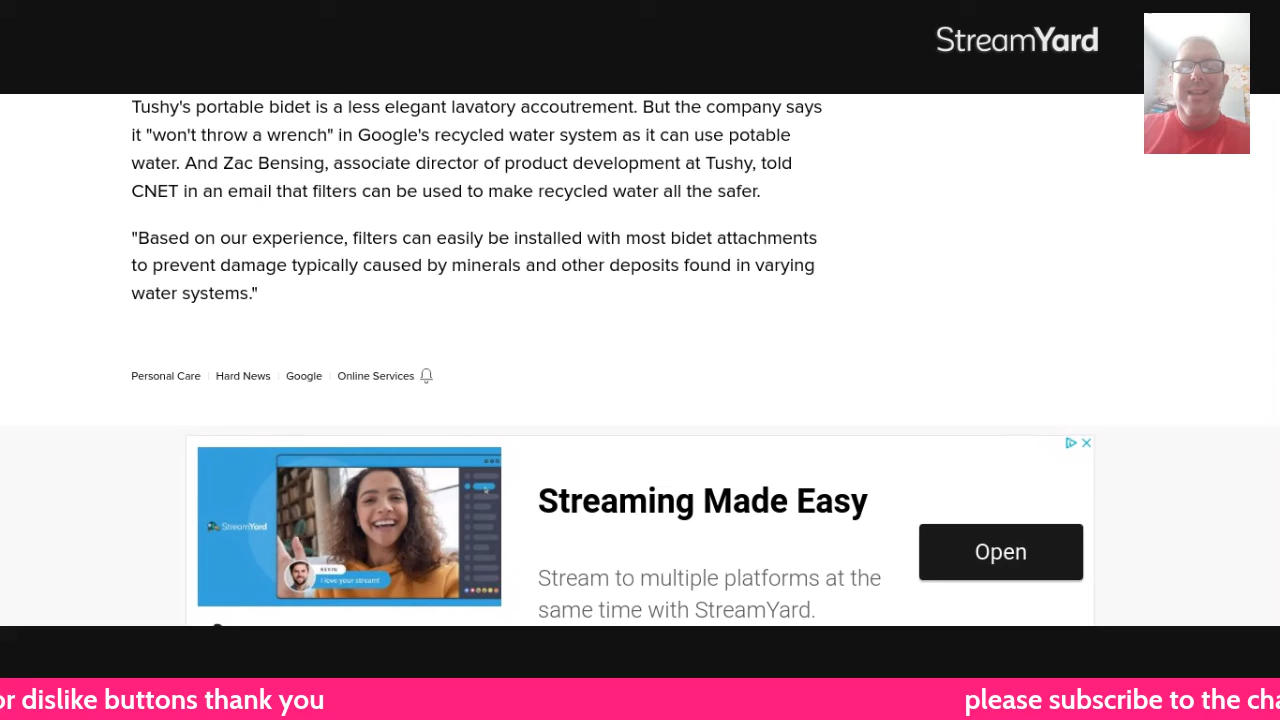 StreamYard
Tushy's portable bidet is a less elegant lavatory accoutrement. But the company says
it "won't throw a wrench" in Google's recycled water system as it can use potable
water. And Zac Bensing, associate director of product development at Tushy, told
CNET in an email that filters can be used to make recycled water all the safer.
"Based on our experience, filters can easily be installed with most bidet attachments
to prevent damage typically caused by minerals and other deposits found in varying
water systems."
Personal Care
Hard News
Google
Online Services
StreamYard
KEVIN
I love your stream!
Streaming Made Easy
Stream to multiple platforms at the
same time with StreamYard.
Open
or dislike buttons thank you
please subscribe to the cha